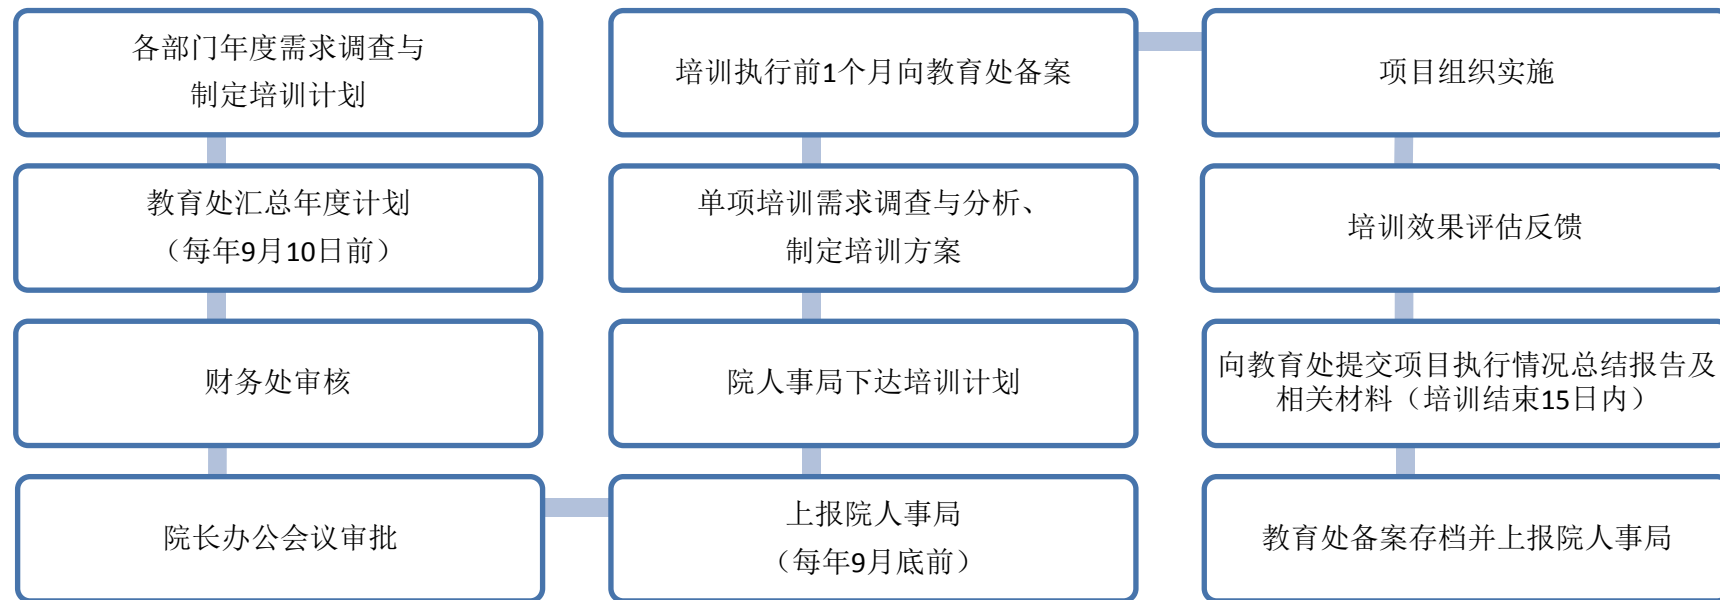 各部门年度需求调查与
制定培训计划
教育处汇总年度计划
（每年9月10日前）
财务处审核
院长办公会议审批
上报院人事局
（每年9月底前）
院人事局下达培训计划
单项培训需求调查与分析、
制定培训方案
培训执行前1个月向教育处备案
项目组织实施
培训效果评估反馈
向教育处提交项目执行情况总结报告及
相关材料（培训结束15日内）
教育处备案存档并上报院人事局